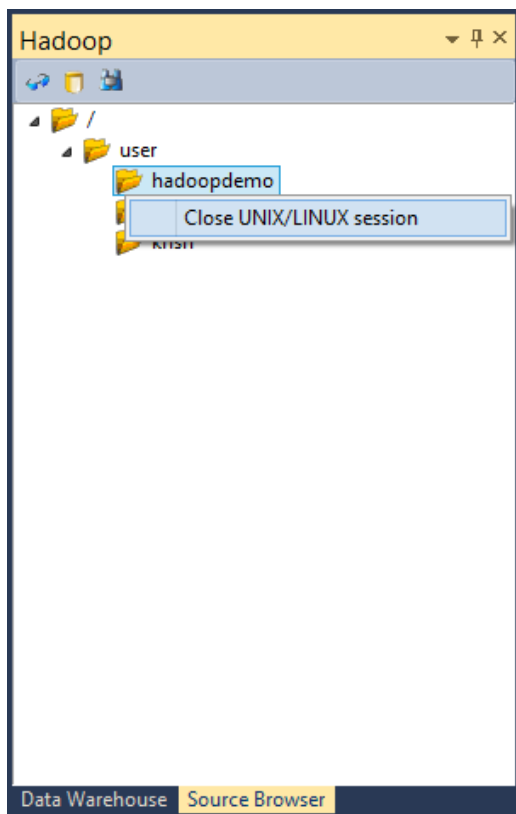 Hadoop
/
user
hadoopdemo
Close UNIX/LINUX session
Data Warehouse Source Browser